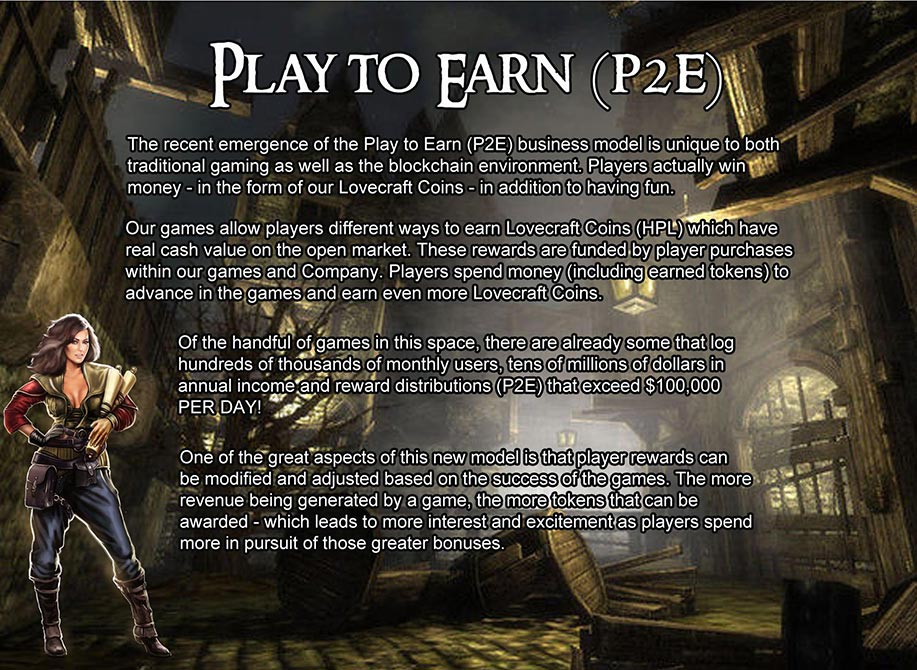 PLAY TO EARN (P2E)
The recent emergence of the Play to Earn (P2E) business model is unique to both
traditional gaming as well as the blockchain environment. Players actually win
money - in the form of our Lovecraft Coins - in addition to having fun.
Our games allow players different ways to earn Lovecraft Coins (HPL) which have
real cash value on the open market. These rewards are funded by player purchases
within our games and Company. Players spend money (including earned tokens) to
advance in the games and earn even more Lovecraft Coins.
Of the handful of games in this space, there are already some that log
hundreds of thousands of monthly users, tens of millions of dollars in
annual income and reward distributions (P2E) that exceed $100,000
PER DAY!
One of the great aspects of this new model is that player rewards can
be modified and adjusted based on the success of the games. The more
revenue being generated by a game, the more tokens that can be
awarded - which leads to more interest and excitement as players spend
more in pursuit of those greater bonuses.